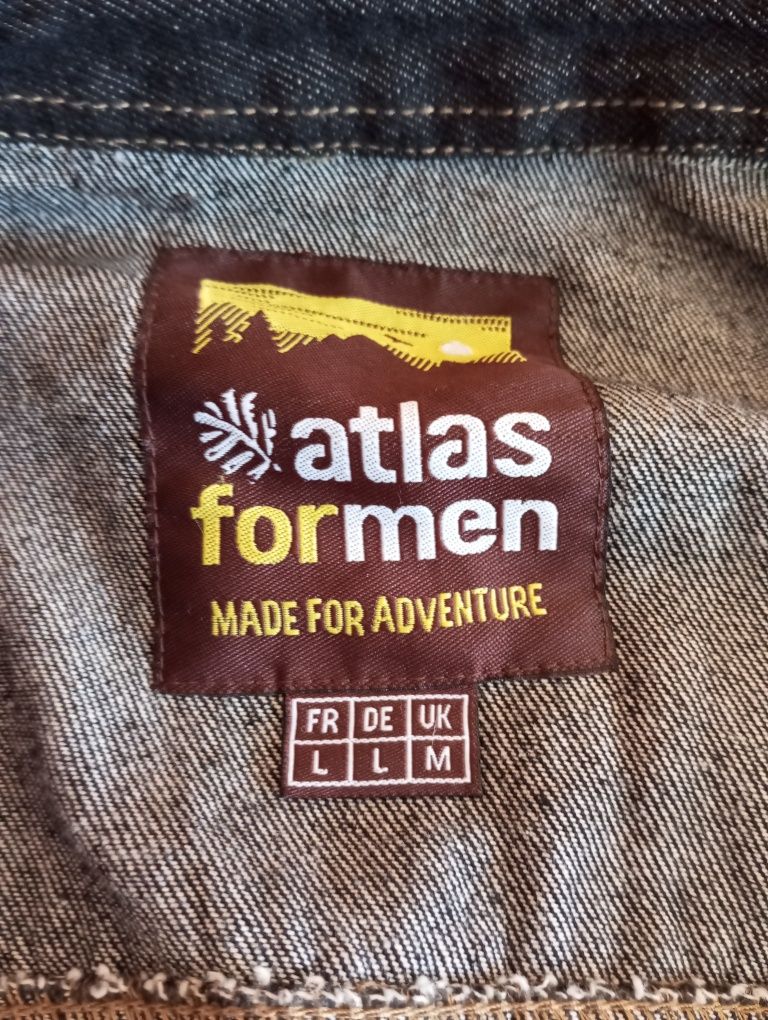 atlas
formen
MADE FOR ADVENTURE
FR DE UK
L L M